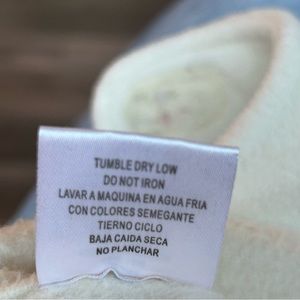 TUMBLE DRY LOW
DO NOT IRON
LAVAR A MAQUINA EN AGUA FRIA
CON COLORES SEMEGANTE
TIERNO CICLO
BAJA CAIDA SECA
NO PLANCHAR